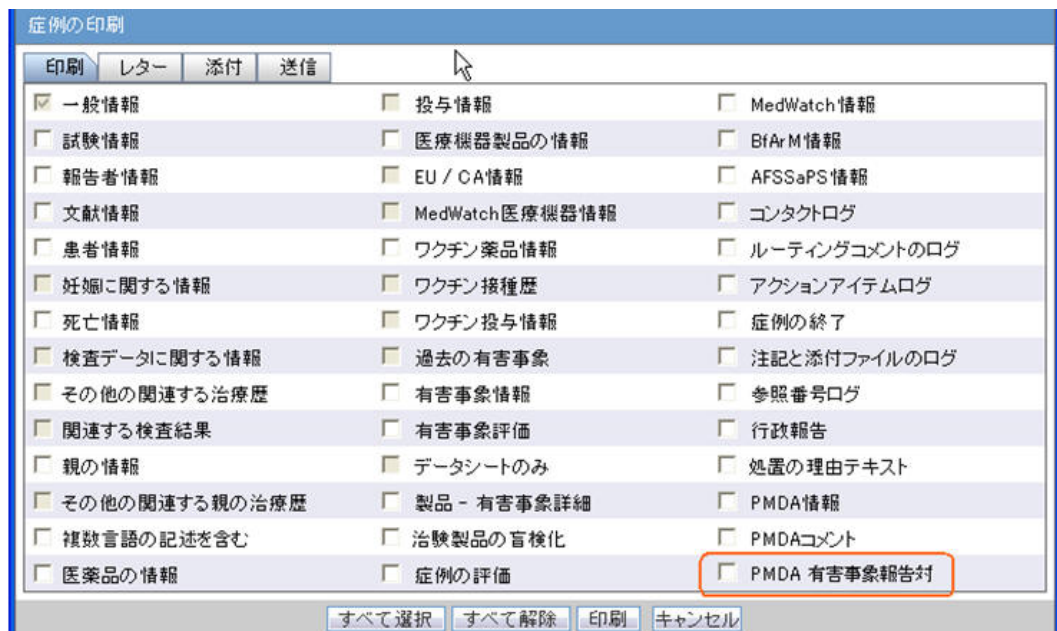 症例の印刷
印刷 レター 添付 送信
一般情報 投与情報 MedWatch情報
試験情報 医療機器製品の情報 BfArM情報
報告者情報 EU / CA情報 AFSSaPS情報
文献情報 MedWatch医療機器情報 コンタクトログ
患者情報 ワクチン薬品情報 ルーティングコメントのログ
妊娠に関する情報 ワクチン接種歴 アクションアイテムログ
死亡情報 ワクチン投与情報 症例の終了
検査データに関する情報 過去の有害事象 注記と添付ファイルのログ
その他の関連する治療歴 有害事象情報 参照番号ログ
関連する検査結果 有害事象評価 行政報告
親の情報 データシートのみ 処置の理由テキスト
その他の関連する親の治療歴 製品 - 有害事象詳細 PMDA情報
複数言語の記述を含む 治験製品の盲検化 PMDAコメント
医薬品の情報 症例の評価 PMDA 有害事象報告対
すべて選択 すべて解除 印刷 キャンセル